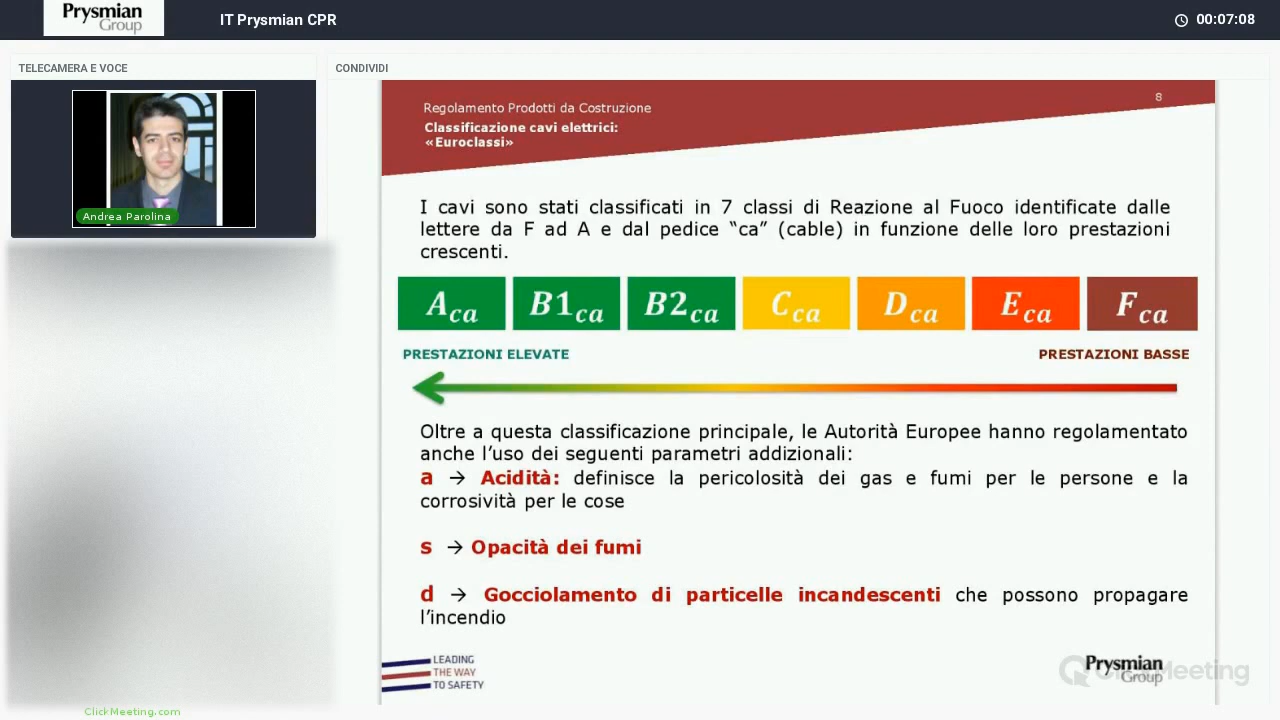 Prysmian
Group
IT Prysmian CPR
00:07:08
TELECAMERA E VOCE
CONDIVIDI
Andrea Parolina
8
Regolamento Prodotti da Costruzione
Classificazione cavi elettrici:
«Euroclassi»
I cavi sono stati classificati in 7 classi di Reazione al Fuoco identificate dalle
lettere da F ad A e dal pedice “ca” (cable) in funzione delle loro prestazioni
crescenti.
Aca B1ca B2ca Cca Dca Eca Fca
PRESTAZIONI ELEVATE PRESTAZIONI BASSE
Oltre a questa classificazione principale, le Autorità Europee hanno regolamentato
anche l’uso dei seguenti parametri addizionali:
a → Acidità: definisce la pericolosità dei gas e fumi per le persone e la
corrosività per le cose
s → Opacità dei fumi
d → Gocciolamento di particelle incandescenti che possono propagare
l’incendio
LEADING
THE WAY
TO SAFETY
Prysmian
Group
ClickMeeting
ClickMeeting.com